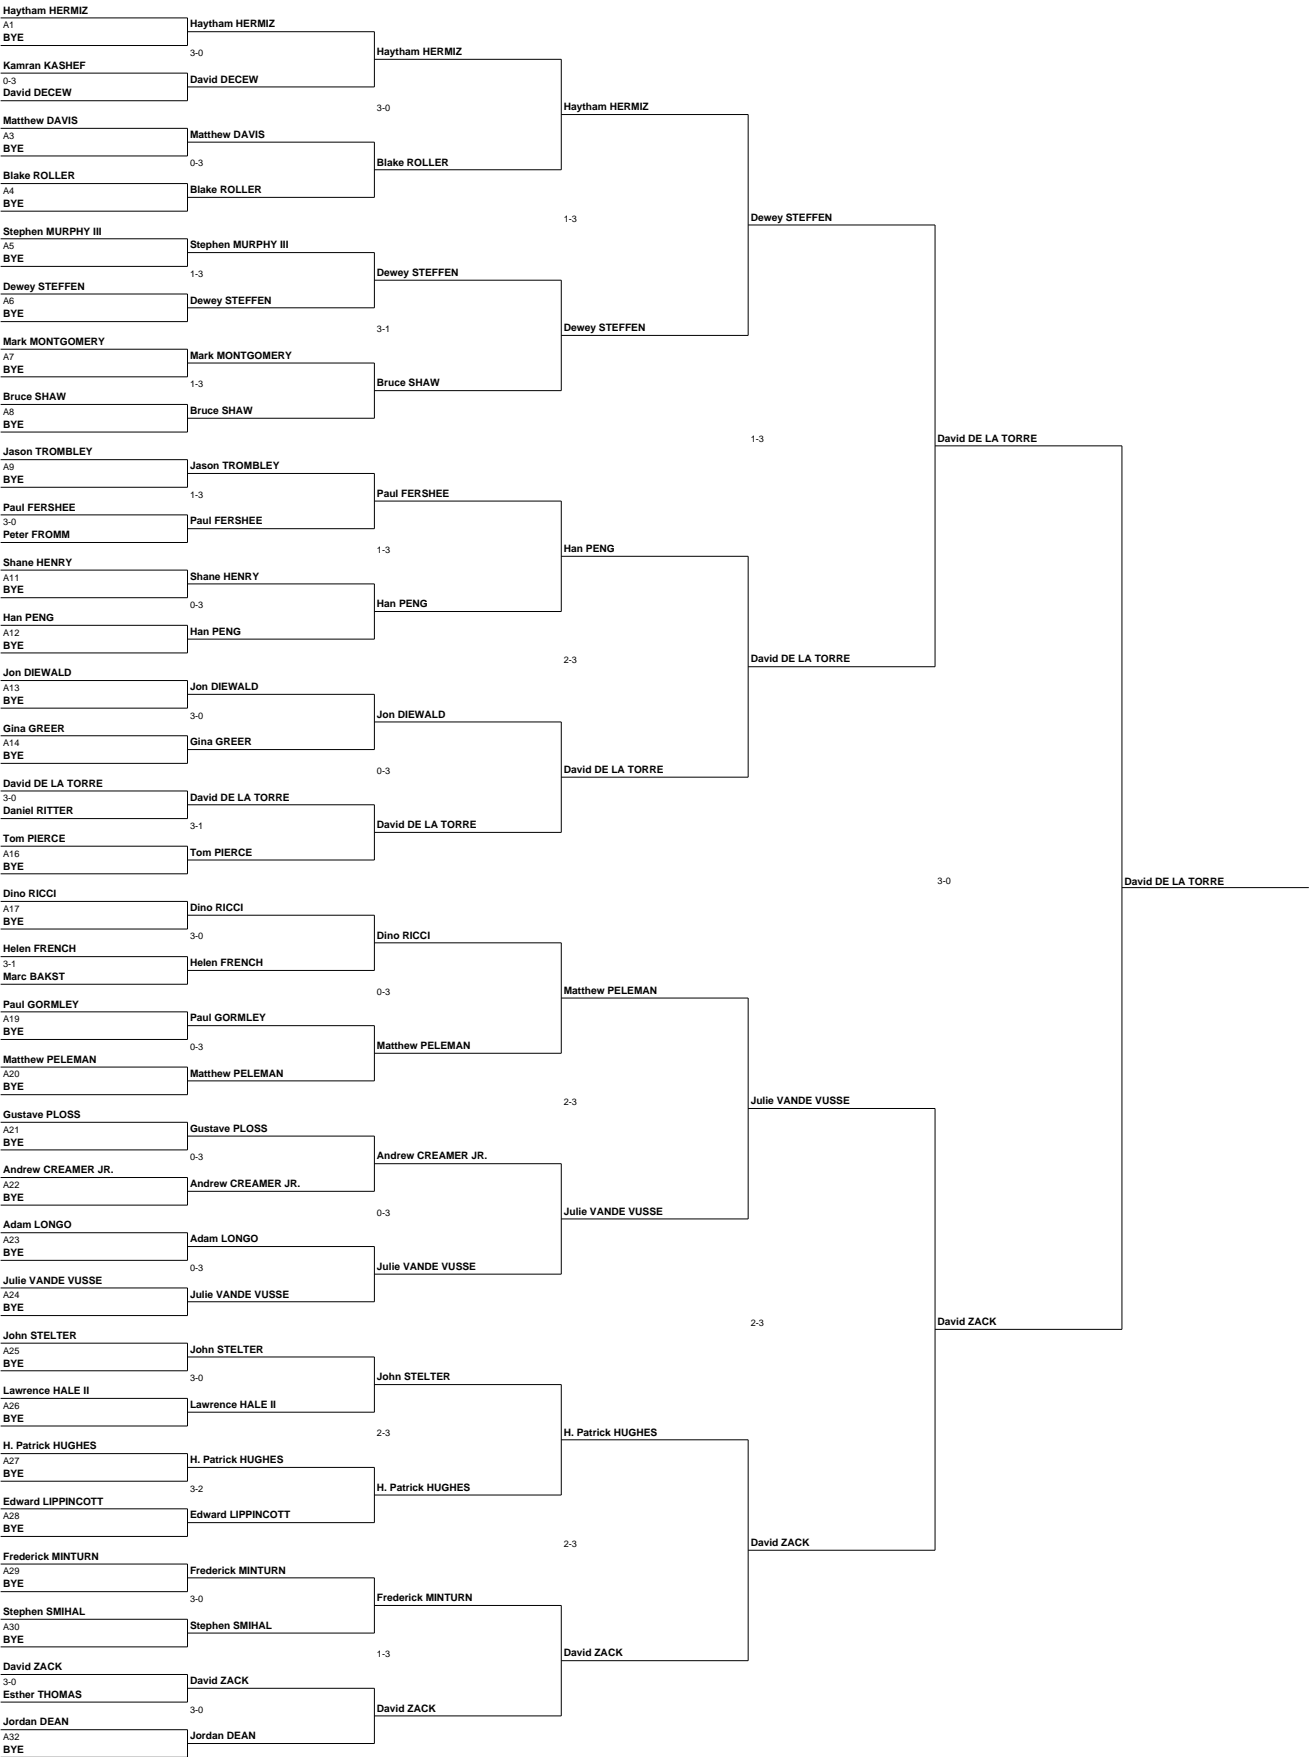 Haytham HERMIZ
A1
BYE
Kamran KASHEF
0-3
David DECEW
Matthew DAVIS
A3
BYE
Blake ROLLER
A4
BYE
Stephen MURPHY III
A5
BYE
Dewey STEFFEN
A6
BYE
Mark MONTGOMERY
A7
BYE
Bruce SHAW
A8
BYE
Jason TROMBLEY
A9
BYE
Paul FERSHEE
3-0
Peter FROMM
Shane HENRY
A11
BYE
Han PENG
A12
BYE
Jon DIEWALD
A13
BYE
Gina GREER
A14
BYE
David DE LA TORRE
3-0
Daniel RITTER
Tom PIERCE
A16
BYE
Dino RICCI
A17
BYE
Helen FRENCH
3-1
Marc BAKST
Paul GORMLEY
A19
BYE
Matthew PELEMAN
A20
BYE
Gustave PLOSS
A21
BYE
Andrew CREAMER JR.
A22
BYE
Adam LONGO
A23
BYE
Julie VANDE VUSSE
A24
BYE
John STELTER
A25
BYE
Lawrence HALE II
A26
BYE
H. Patrick HUGHES
A27
BYE
Edward LIPPINCOTT
A28
BYE
Frederick MINTURN
A29
BYE
Stephen SMIHAL
A30
BYE
David ZACK
3-0
Esther THOMAS
Jordan DEAN
A32
BYE
Haytham HERMIZ
3-0
David DECEW
Matthew DAVIS
0-3
Blake ROLLER
Stephen MURPHY III
1-3
Dewey STEFFEN
Mark MONTGOMERY
1-3
Bruce SHAW
Jason TROMBLEY
1-3
Paul FERSHEE
Shane HENRY
0-3
Han PENG
Jon DIEWALD
3-0
Gina GREER
David DE LA TORRE
3-1
Tom PIERCE
Dino RICCI
3-0
Helen FRENCH
Paul GORMLEY
0-3
Matthew PELEMAN
Gustave PLOSS
0-3
Andrew CREAMER JR.
Adam LONGO
0-3
Julie VANDE VUSSE
John STELTER
3-0
Lawrence HALE II
H. Patrick HUGHES
3-2
Edward LIPPINCOTT
Frederick MINTURN
3-0
Stephen SMIHAL
David ZACK
3-0
Jordan DEAN
Haytham HERMIZ
3-0
Blake ROLLER
Dewey STEFFEN
3-1
Bruce SHAW
Paul FERSHEE
1-3
Han PENG
Jon DIEWALD
0-3
David DE LA TORRE
Dino RICCI
0-3
Matthew PELEMAN
Andrew CREAMER JR.
0-3
Julie VANDE VUSSE
John STELTER
2-3
H. Patrick HUGHES
Frederick MINTURN
1-3
David ZACK
Haytham HERMIZ
1-3
Dewey STEFFEN
Han PENG
2-3
David DE LA TORRE
Matthew PELEMAN
2-3
Julie VANDE VUSSE
H. Patrick HUGHES
2-3
David ZACK
Dewey STEFFEN
1-3
David DE LA TORRE
Julie VANDE VUSSE
2-3
David ZACK
David DE LA TORRE
3-0
David ZACK
David DE LA TORRE